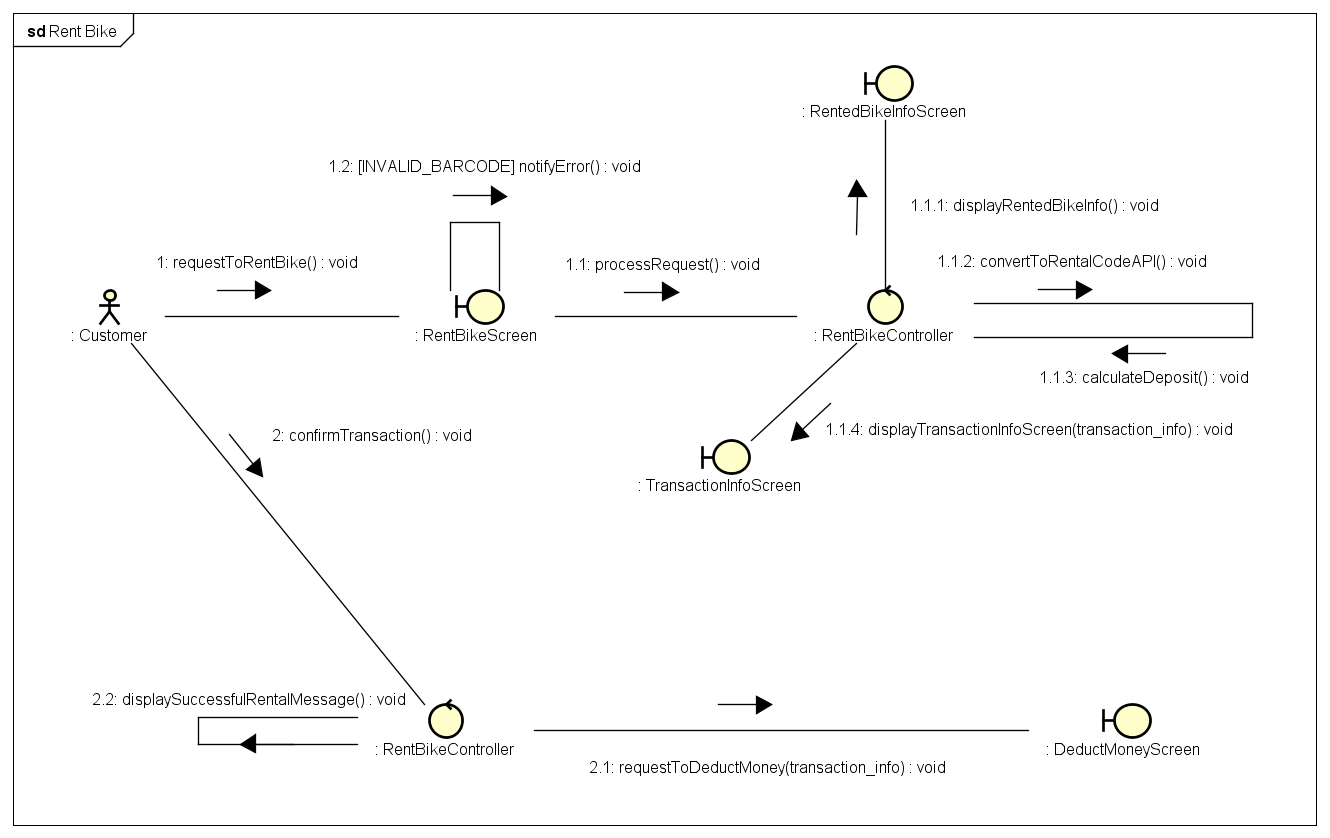 sd Rent Bike
: RentedBikeInfoScreen
1.2: [INVALID_BARCODE] notifyError() : void
1.1.1: displayRentedBikeInfo() : void
1: requestToRentBike() : void
1.1: processRequest() : void
1.1.2: convertToRentalCodeAPI() : void
: Customer
: RentBikeScreen
: RentBikeController
1.1.3: calculateDeposit() : void
2: confirmTransaction() : void
1.1.4: displayTransactionInfoScreen(transaction_info) : void
: TransactionInfoScreen
2.2: displaySuccessfulRentalMessage() : void
: RentBikeController
: DeductMoneyScreen
2.1: requestToDeductMoney(transaction_info) : void